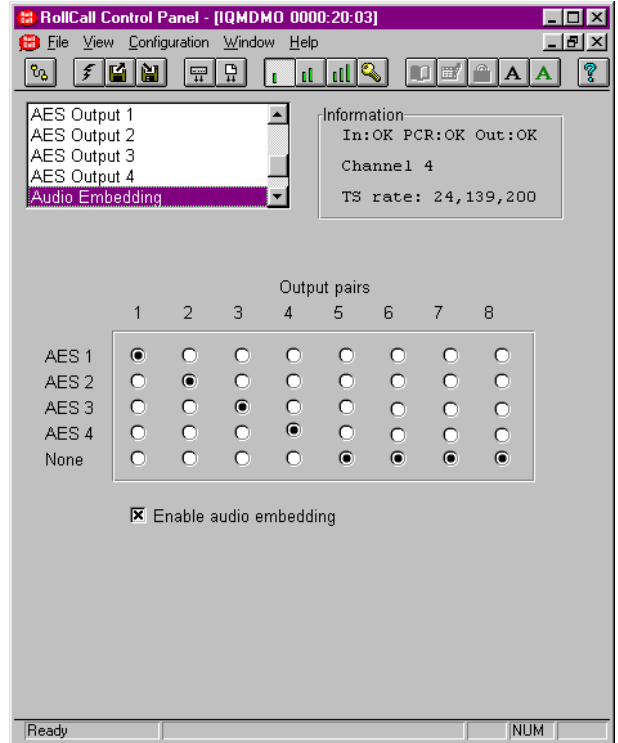 RollCall Control Panel - [IQMDMO 0000:20:03]
File View Configuration Window Help
A A
AES Output 1
AES Output 2
AES Output 3
AES Output 4
Audio Embedding
Information
In:OK PCR:OK Out:OK
Channel 4
TS rate: 24,139,200
Output pairs
1 2 3 4 5 6 7 8
AES 1
AES 2
AES 3
AES 4
None
Enable audio embedding
Ready NUM